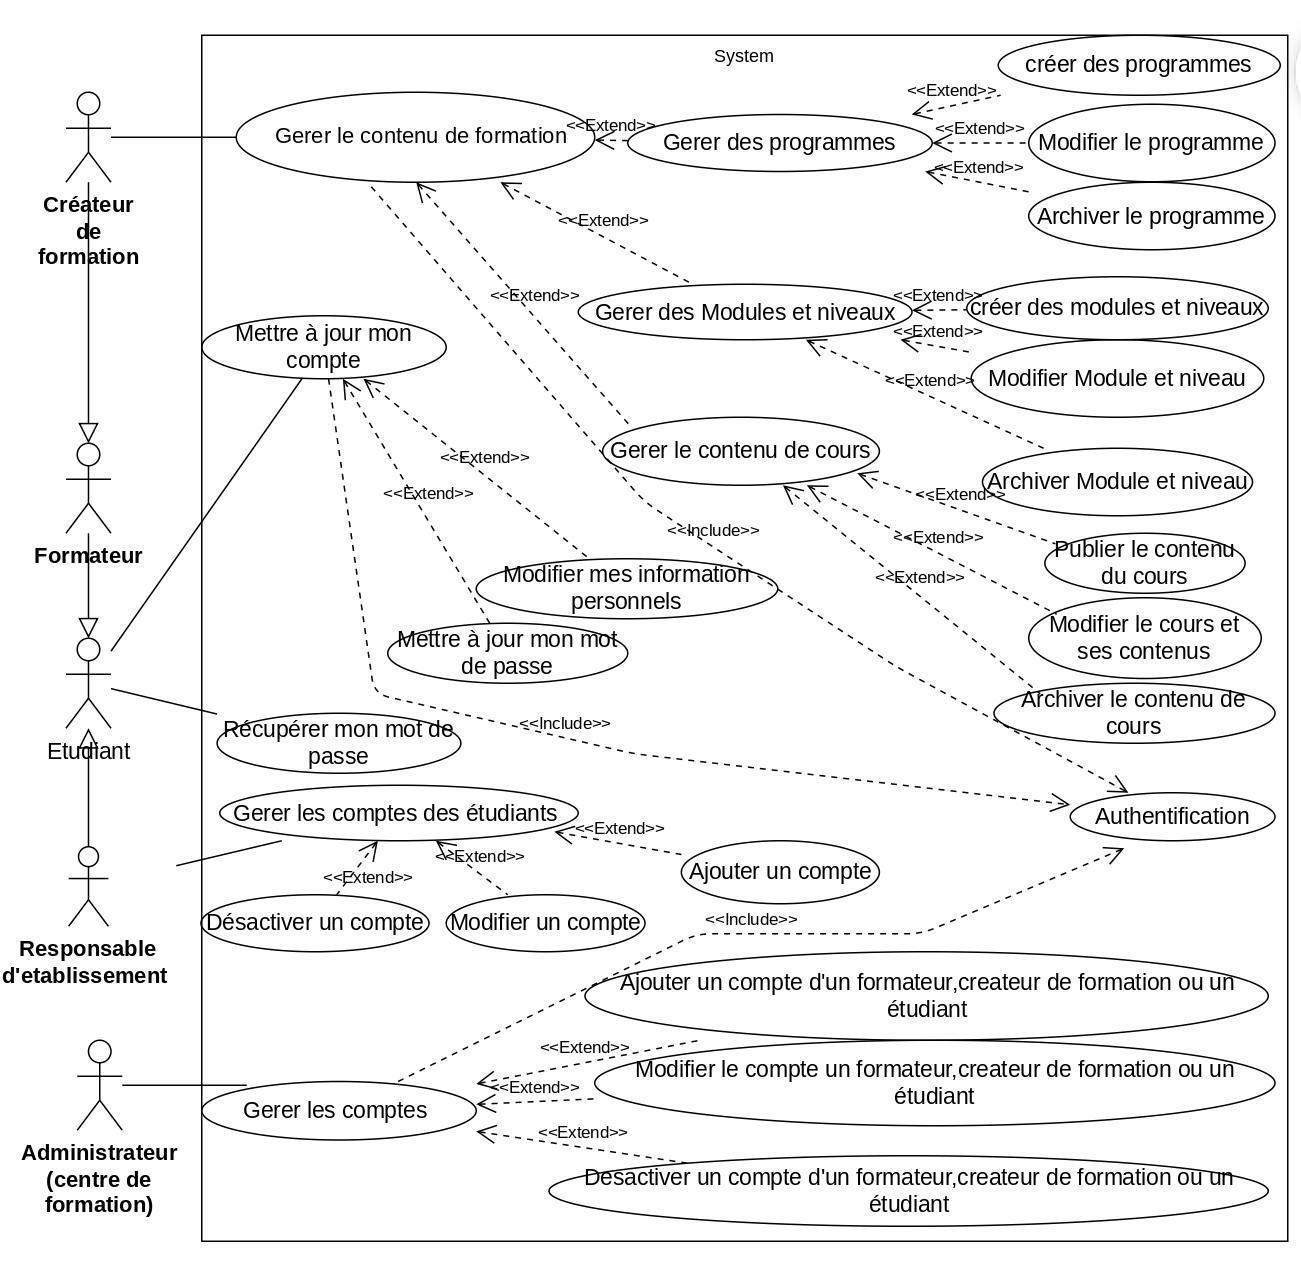 System
créer des programmes
<<Extend>>
Gerer le contenu de formation
<<Extend>>
Gerer des programmes
<<Extend>>
Modifier le programme
<<Extend>>
Archiver le programme
Créateur
de
formation
<<Extend>>
<<Extend>>
Gerer des Modules et niveaux
<<Extend>>
créer des modules et niveaux
<<Extend>>
Mettre à jour mon
compte
<<Extend>>
Modifier Module et niveau
Gerer le contenu de cours
<<Extend>>
<<Extend>>
<<Extend>>
Archiver Module et niveau
<<Include>>
<<Extend>>
Publier le contenu
du cours
Formateur
<<Extend>>
Modifier mes information
personnels
Modifier le cours et
ses contenus
Mettre à jour mon mot
de passe
Archiver le contenu de
cours
Etudiant
Récupérer mon mot de
passe
<<Include>>
Gerer les comptes des étudiants
<<Extend>>
Authentification
<<Extend>>
<<Extend>>
Ajouter un compte
Désactiver un compte
Modifier un compte
<<Include>>
Responsable
d'etablissement
Ajouter un compte d'un formateur,createur de formation ou un
étudiant
<<Extend>>
Modifier le compte un formateur,createur de formation ou un
étudiant
<<Extend>>
Gerer les comptes
<<Extend>>
Administrateur
(centre de
formation)
Desactiver un compte d'un formateur,createur de formation ou un
étudiant